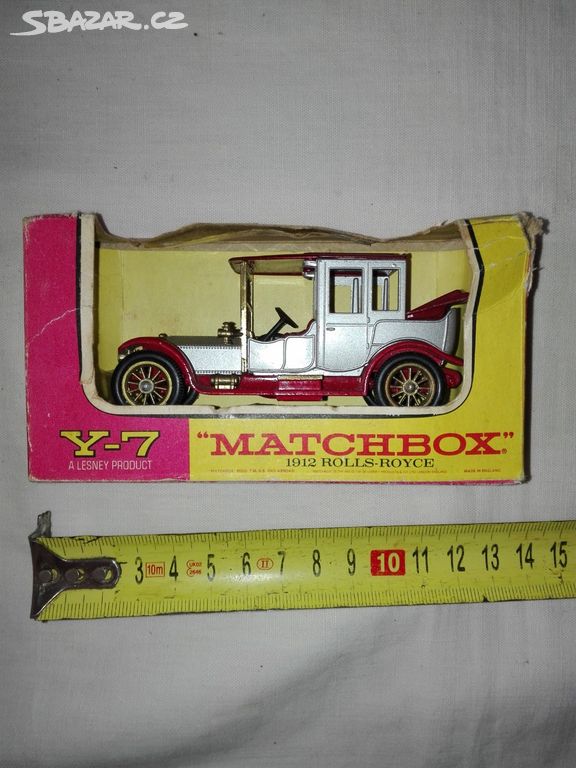 SBAZAR.CZ
Y-7
A LESNEY PRODUCT
"MATCHBOX"®
1912 ROLLS-ROYCE
MADE IN ENGLAND
3 10m 4 5 6 II 7 8 9 10 11 12 13 14 15